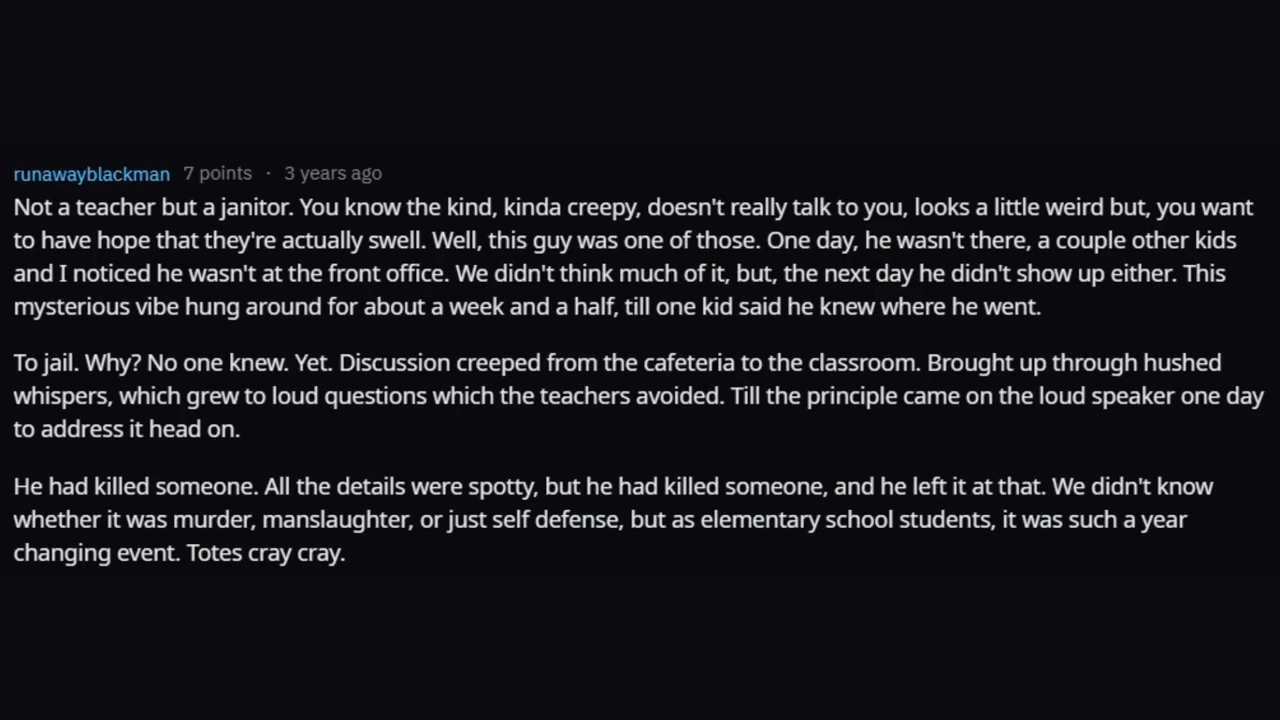 runawayblackman 7 points · 3 years ago
Not a teacher but a janitor. You know the kind, kinda creepy, doesn't really talk to you, looks a little weird but, you want
to have hope that they're actually swell. Well, this guy was one of those. One day, he wasn't there, a couple other kids
and I noticed he wasn't at the front office. We didn't think much of it, but, the next day he didn't show up either. This
mysterious vibe hung around for about a week and a half, till one kid said he knew where he went.
To jail. Why? No one knew. Yet. Discussion creeped from the cafeteria to the classroom. Brought up through hushed
whispers, which grew to loud questions which the teachers avoided. Till the principle came on the loud speaker one day
to address it head on.
He had killed someone. All the details were spotty, but he had killed someone, and he left it at that. We didn't know
whether it was murder, manslaughter, or just self defense, but as elementary school students, it was such a year
changing event. Totes cray cray.